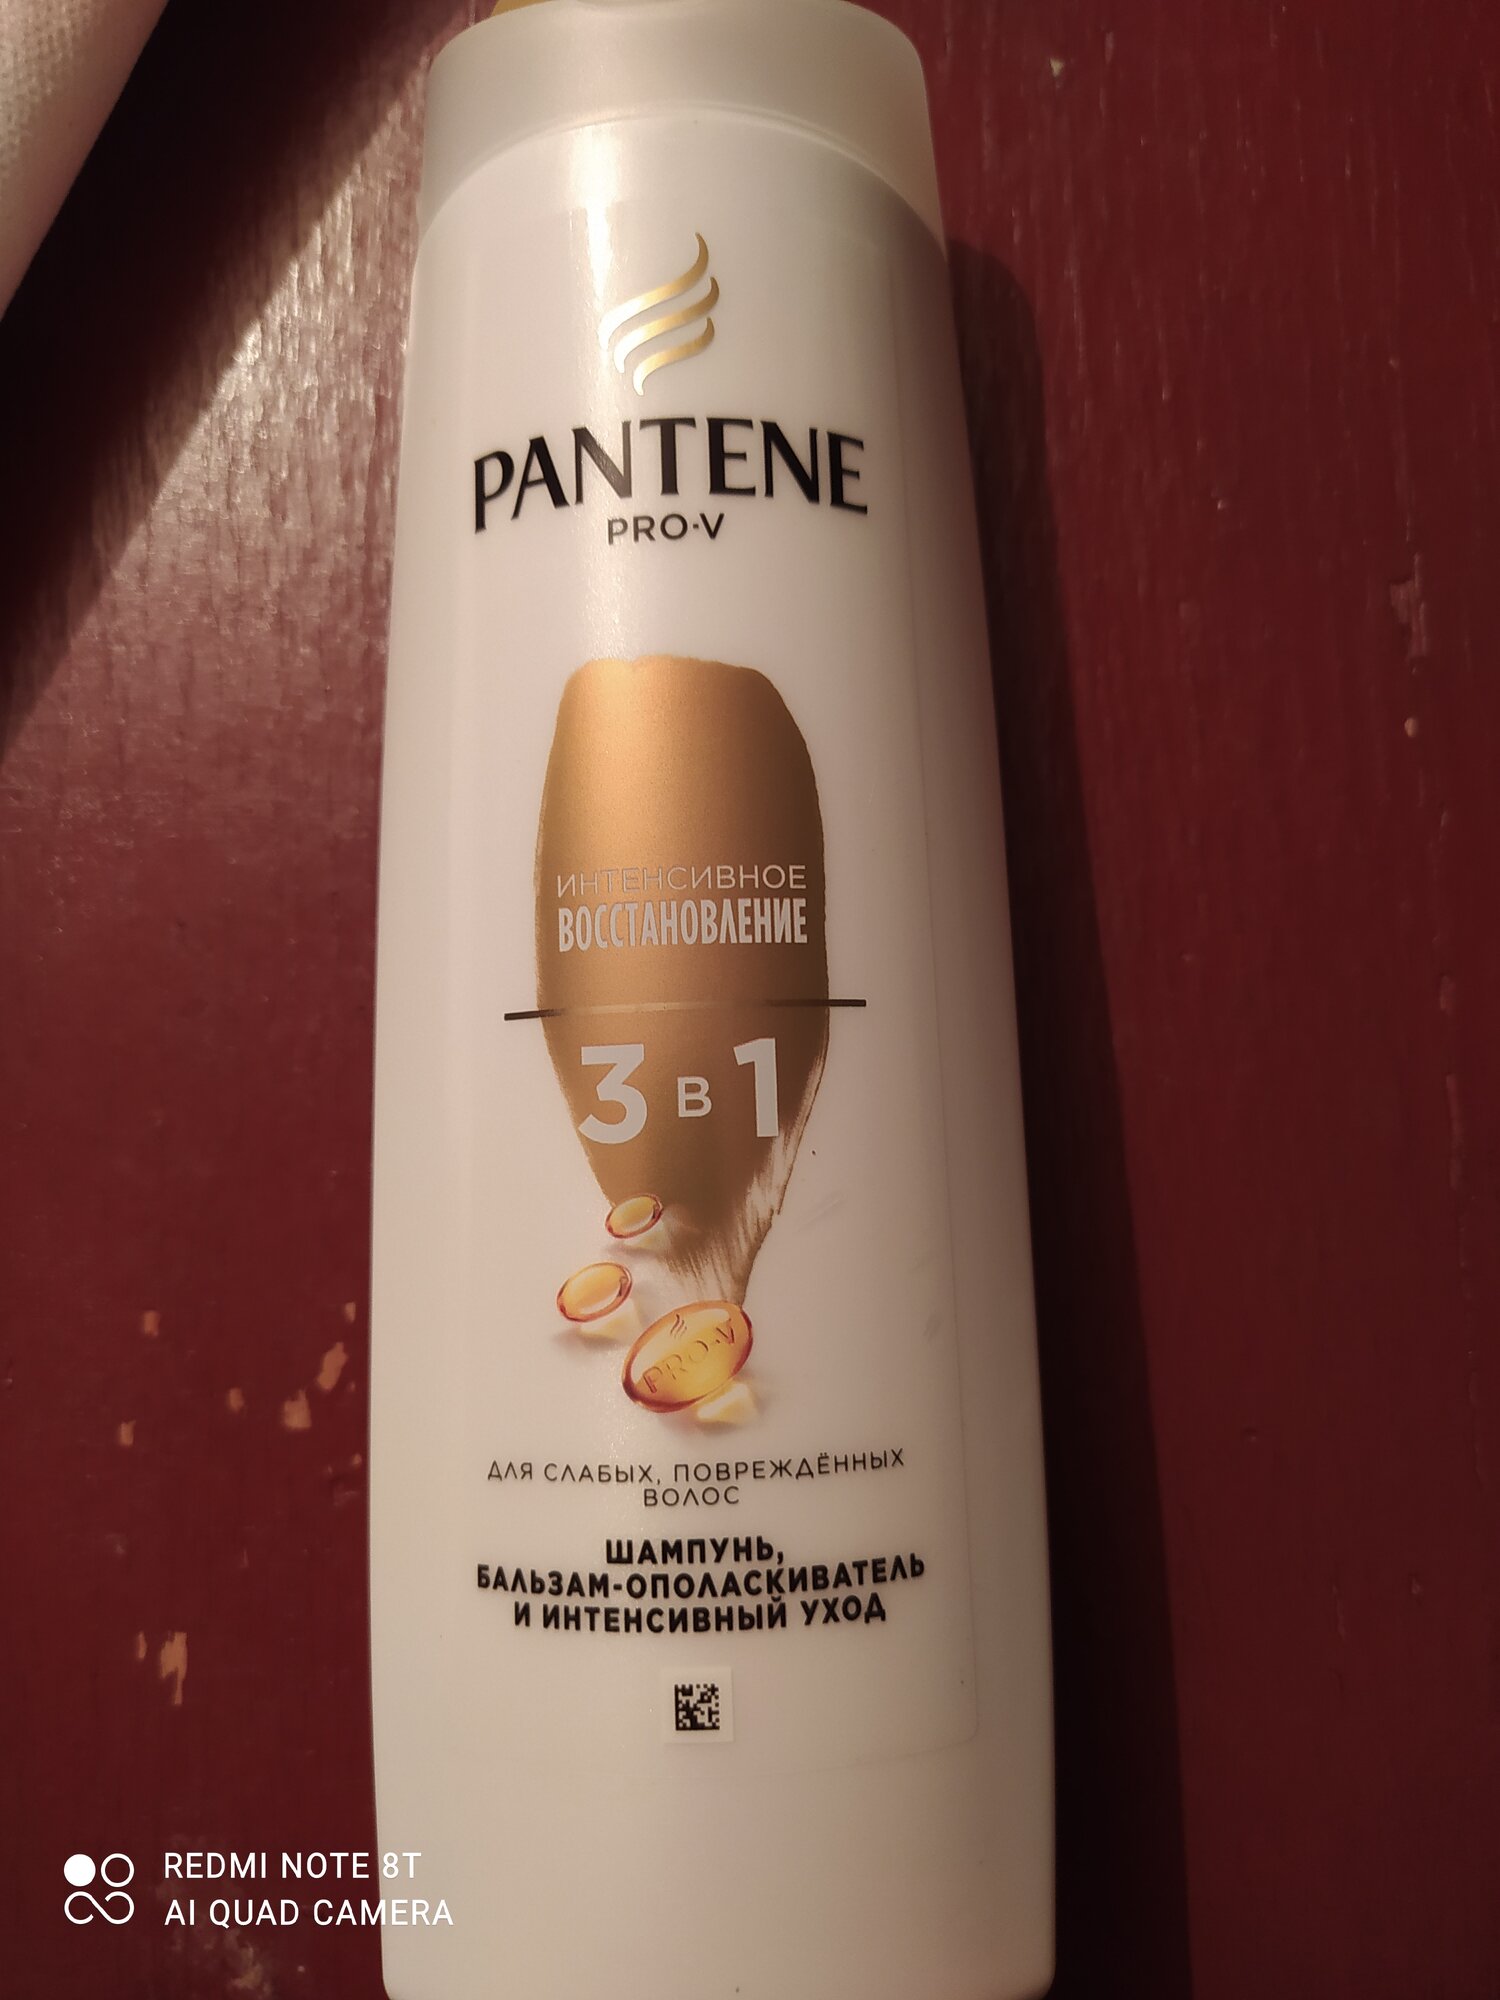 PANTENE
PRO-V
ИНТЕНСИВНОЕ
ВОССТАНОВЛЕНИЕ
3 в 1
PRO-V
ДЛЯ СЛАБЫХ, ПОВРЕЖДЁННЫХ
ВОЛОС
ШАМПУНЬ,
БАЛЬЗАМ-ОПОЛАСКИВАТЕЛЬ
И ИНТЕНСИВНЫЙ УХОД
REDMI NOTE 8T
AI QUAD CAMERA